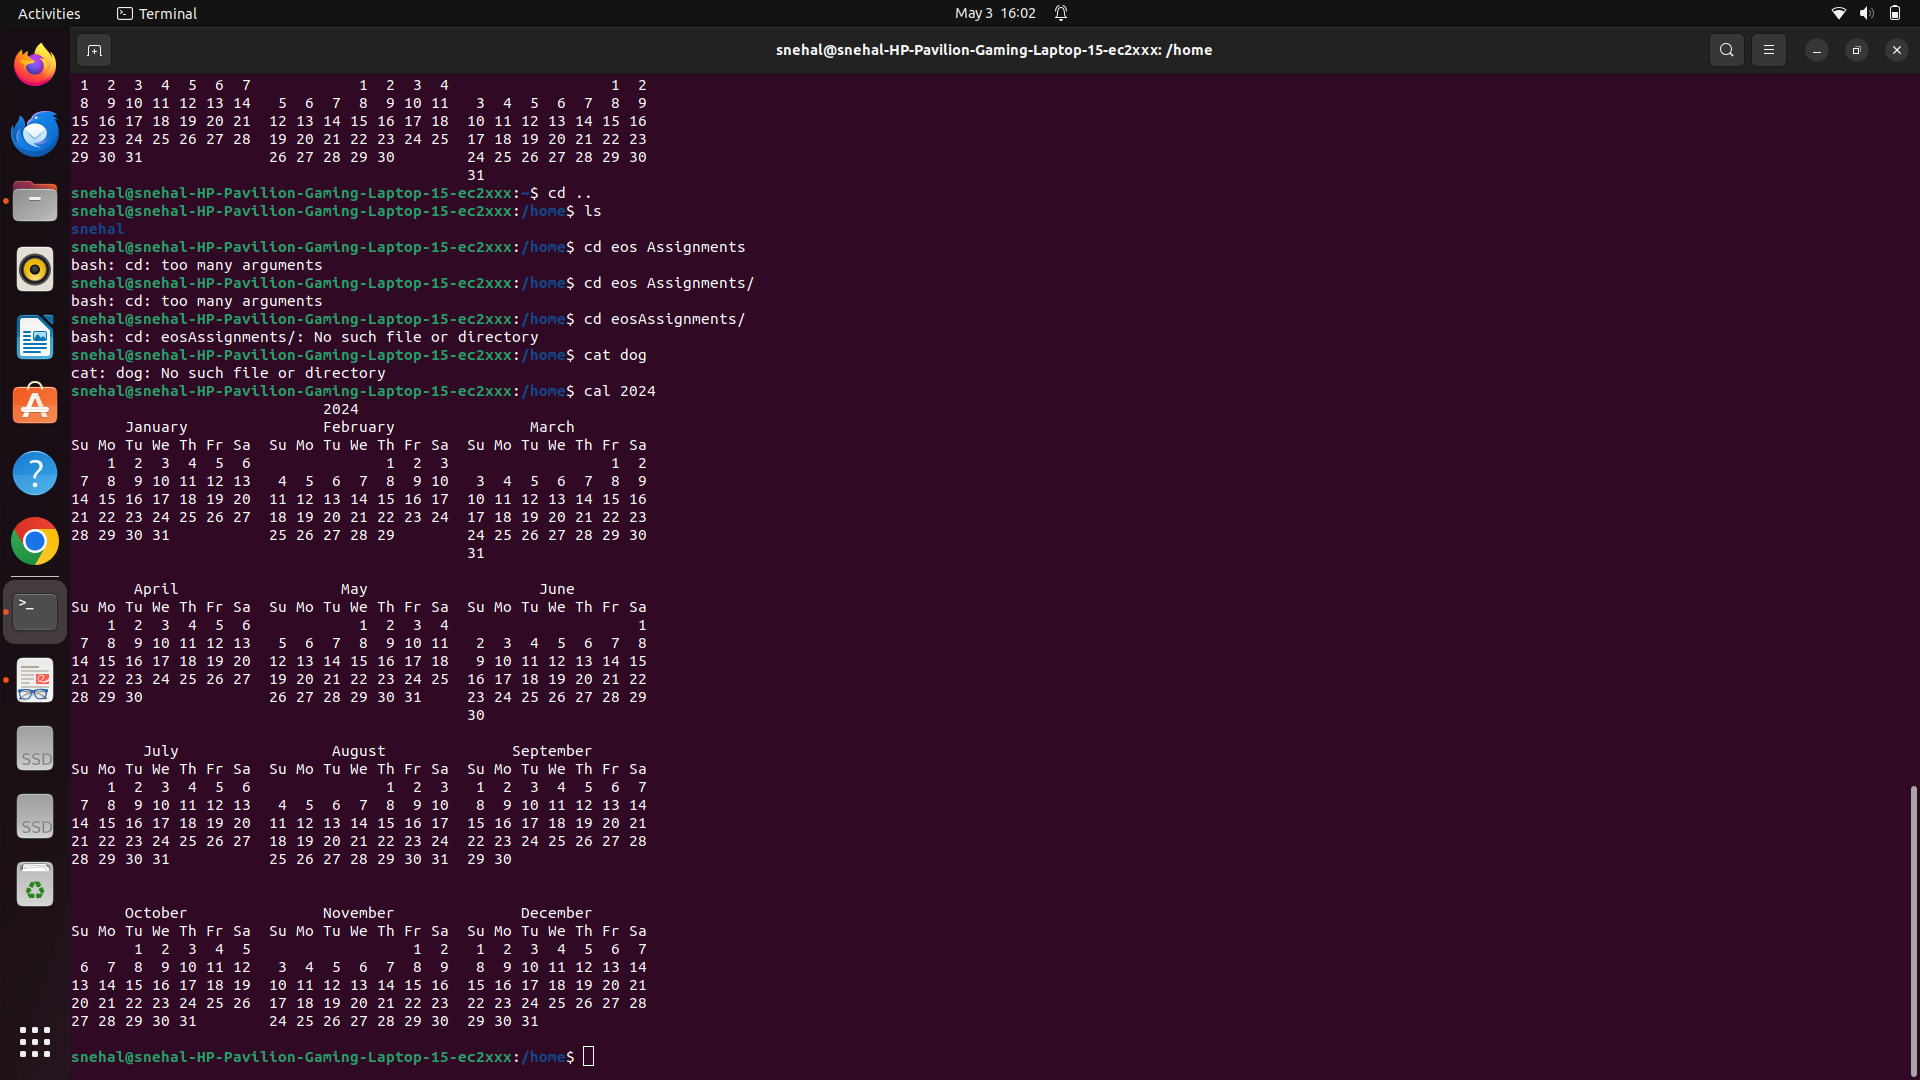 Activities Terminal May 3 16:02
snehal@snehal-HP-Pavilion-Gaming-Laptop-15-ec2xxx: /home
 1  2  3  4  5  6  7            1  2  3  4                  1  2
 8  9 10 11 12 13 14   5  6  7  8  9 10 11   3  4  5  6  7  8  9
15 16 17 18 19 20 21  12 13 14 15 16 17 18  10 11 12 13 14 15 16
22 23 24 25 26 27 28  19 20 21 22 23 24 25  17 18 19 20 21 22 23
29 30 31              26 27 28 29 30        24 25 26 27 28 29 30
                                            31
snehal@snehal-HP-Pavilion-Gaming-Laptop-15-ec2xxx:~$ cd ..
snehal@snehal-HP-Pavilion-Gaming-Laptop-15-ec2xxx:/home$ ls
snehal
snehal@snehal-HP-Pavilion-Gaming-Laptop-15-ec2xxx:/home$ cd eos Assignments
bash: cd: too many arguments
snehal@snehal-HP-Pavilion-Gaming-Laptop-15-ec2xxx:/home$ cd eos Assignments/
bash: cd: too many arguments
snehal@snehal-HP-Pavilion-Gaming-Laptop-15-ec2xxx:/home$ cd eosAssignments/
bash: cd: eosAssignments/: No such file or directory
snehal@snehal-HP-Pavilion-Gaming-Laptop-15-ec2xxx:/home$ cat dog
cat: dog: No such file or directory
snehal@snehal-HP-Pavilion-Gaming-Laptop-15-ec2xxx:/home$ cal 2024
                            2024
      January               February               March
Su Mo Tu We Th Fr Sa  Su Mo Tu We Th Fr Sa  Su Mo Tu We Th Fr Sa
    1  2  3  4  5  6               1  2  3                  1  2
 7  8  9 10 11 12 13   4  5  6  7  8  9 10   3  4  5  6  7  8  9
14 15 16 17 18 19 20  11 12 13 14 15 16 17  10 11 12 13 14 15 16
21 22 23 24 25 26 27  18 19 20 21 22 23 24  17 18 19 20 21 22 23
28 29 30 31           25 26 27 28 29        24 25 26 27 28 29 30
                                            31
       April                  May                   June
Su Mo Tu We Th Fr Sa  Su Mo Tu We Th Fr Sa  Su Mo Tu We Th Fr Sa
    1  2  3  4  5  6            1  2  3  4                     1
 7  8  9 10 11 12 13   5  6  7  8  9 10 11   2  3  4  5  6  7  8
14 15 16 17 18 19 20  12 13 14 15 16 17 18   9 10 11 12 13 14 15
21 22 23 24 25 26 27  19 20 21 22 23 24 25  16 17 18 19 20 21 22
28 29 30              26 27 28 29 30 31     23 24 25 26 27 28 29
                                            30
        July                 August              September
Su Mo Tu We Th Fr Sa  Su Mo Tu We Th Fr Sa  Su Mo Tu We Th Fr Sa
    1  2  3  4  5  6               1  2  3   1  2  3  4  5  6  7
 7  8  9 10 11 12 13   4  5  6  7  8  9 10   8  9 10 11 12 13 14
14 15 16 17 18 19 20  11 12 13 14 15 16 17  15 16 17 18 19 20 21
21 22 23 24 25 26 27  18 19 20 21 22 23 24  22 23 24 25 26 27 28
28 29 30 31           25 26 27 28 29 30 31  29 30
      October               November              December
Su Mo Tu We Th Fr Sa  Su Mo Tu We Th Fr Sa  Su Mo Tu We Th Fr Sa
       1  2  3  4  5                  1  2   1  2  3  4  5  6  7
 6  7  8  9 10 11 12   3  4  5  6  7  8  9   8  9 10 11 12 13 14
13 14 15 16 17 18 19  10 11 12 13 14 15 16  15 16 17 18 19 20 21
20 21 22 23 24 25 26  17 18 19 20 21 22 23  22 23 24 25 26 27 28
27 28 29 30 31        24 25 26 27 28 29 30  29 30 31
snehal@snehal-HP-Pavilion-Gaming-Laptop-15-ec2xxx:/home$
SSD
SSD